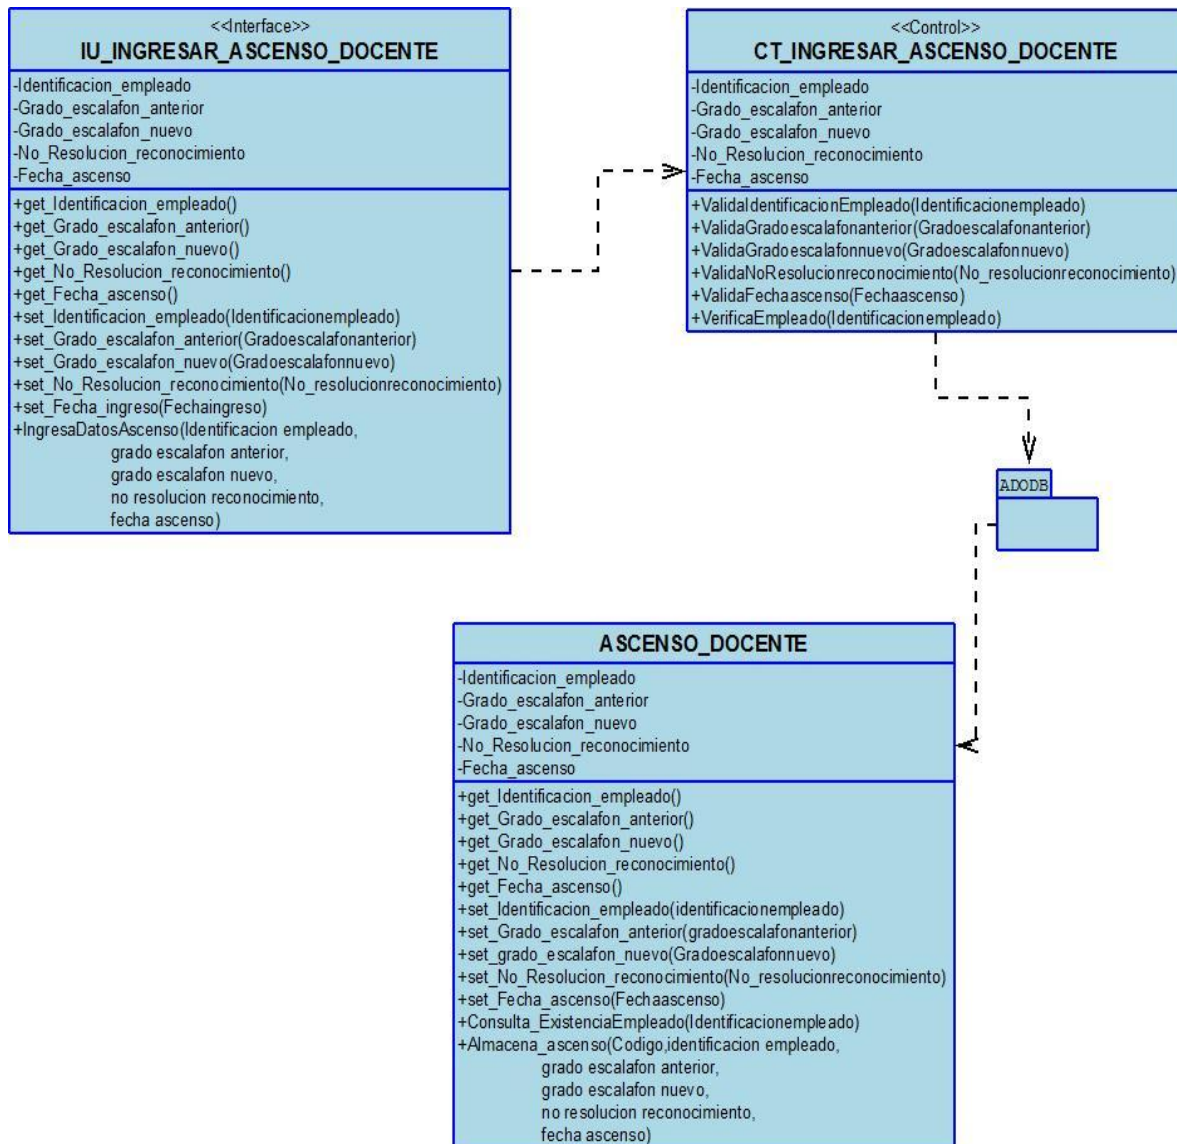 <<Interface>>
IU_INGRESAR_ASCENSO_DOCENTE
-Identificacion_empleado
-Grado_escalafon_anterior
-Grado_escalafon_nuevo
-No_Resolucion_reconocimiento
-Fecha_ascenso
+get_Identificacion_empleado()
+get_Grado_escalafon_anterior()
+get_Grado_escalafon_nuevo()
+get_No_Resolucion_reconocimiento()
+get_Fecha_ascenso()
+set_Identificacion_empleado(Identificacionempleado)
+set_Grado_escalafon_anterior(Gradoescalafonanterior)
+set_Grado_escalafon_nuevo(Gradoescalafonnuevo)
+set_No_Resolucion_reconocimiento(No_resolucionreconocimiento)
+set_Fecha_ingreso(Fechaingreso)
+IngresaDatosAscenso(Identificacion empleado,
grado escalafon anterior,
grado escalafon nuevo,
no resolucion reconocimiento,
fecha ascenso)
<<Control>>
CT_INGRESAR_ASCENSO_DOCENTE
-Identificacion_empleado
-Grado_escalafon_anterior
-Grado_escalafon_nuevo
-No_Resolucion_reconocimiento
-Fecha_ascenso
+ValidaIdentificacionEmpleado(Identificacionempleado)
+ValidaGradoescalafonanterior(Gradoescalafonanterior)
+ValidaGradoescalafonnuevo(Gradoescalafonnuevo)
+ValidaNoResolucionreconocimiento(No_resolucionreconocimiento)
+ValidaFechaascenso(Fechaascenso)
+VerificaEmpleado(Identificacionempleado)
ADODB
ASCENSO_DOCENTE
-Identificacion_empleado
-Grado_escalafon_anterior
-Grado_escalafon_nuevo
-No_Resolucion_reconocimiento
-Fecha_ascenso
+get_Identificacion_empleado()
+get_Grado_escalafon_anterior()
+get_Grado_escalafon_nuevo()
+get_No_Resolucion_reconocimiento()
+get_Fecha_ascenso()
+set_Identificacion_empleado(identificacionempleado)
+set_Grado_escalafon_anterior(gradoescalafonanterior)
+set_grado_escalafon_nuevo(Gradoescalafonnuevo)
+set_No_Resolucion_reconocimiento(No_resolucionreconocimiento)
+set_Fecha_ascenso(Fechaascenso)
+Consulta_ExistenciaEmpleado(Identificacionempleado)
+Almacena_ascenso(Codigo,identificacion empleado,
grado escalafon anterior,
grado escalafon nuevo,
no resolucion reconocimiento,
fecha ascenso)